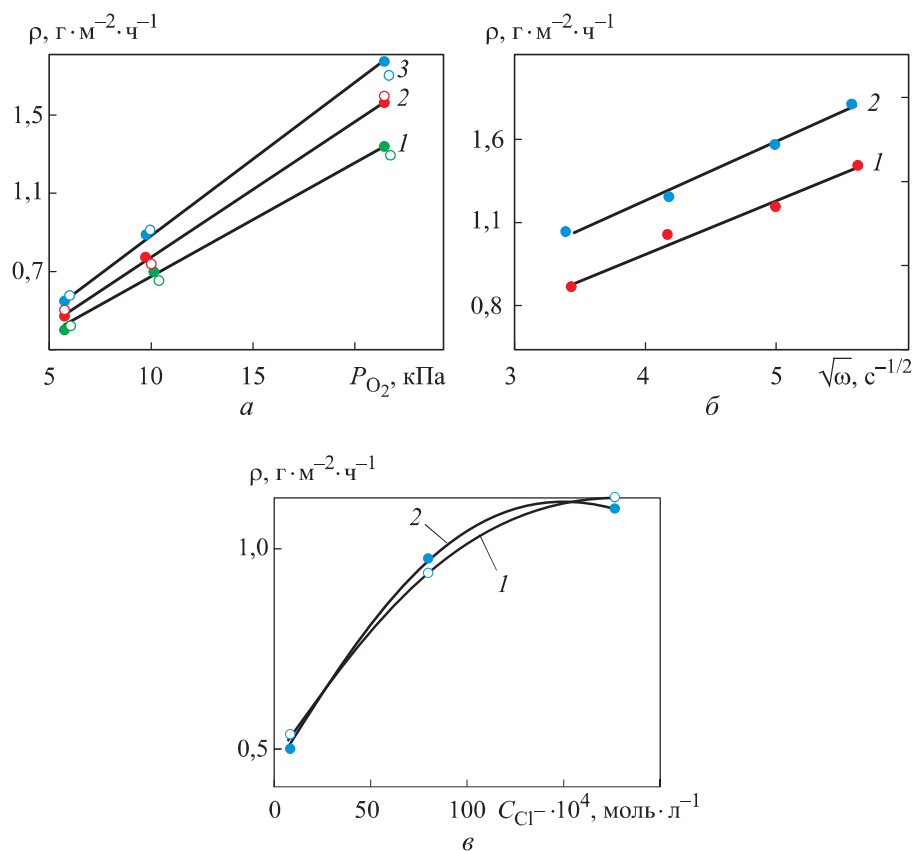 ρ, г·м⁻²·ч⁻¹
3
2
1
1,5
1,1
0,7
5 10 15 P_O₂, кПа
а
ρ, г·м⁻²·ч⁻¹
2
1
1,6
1,1
0,8
3 4 5 √ω, с⁻¹/²
б
ρ, г·м⁻²·ч⁻¹
2
1
1,0
0,5
0 50 100 C_Cl⁻·10⁴, моль·л⁻¹
в